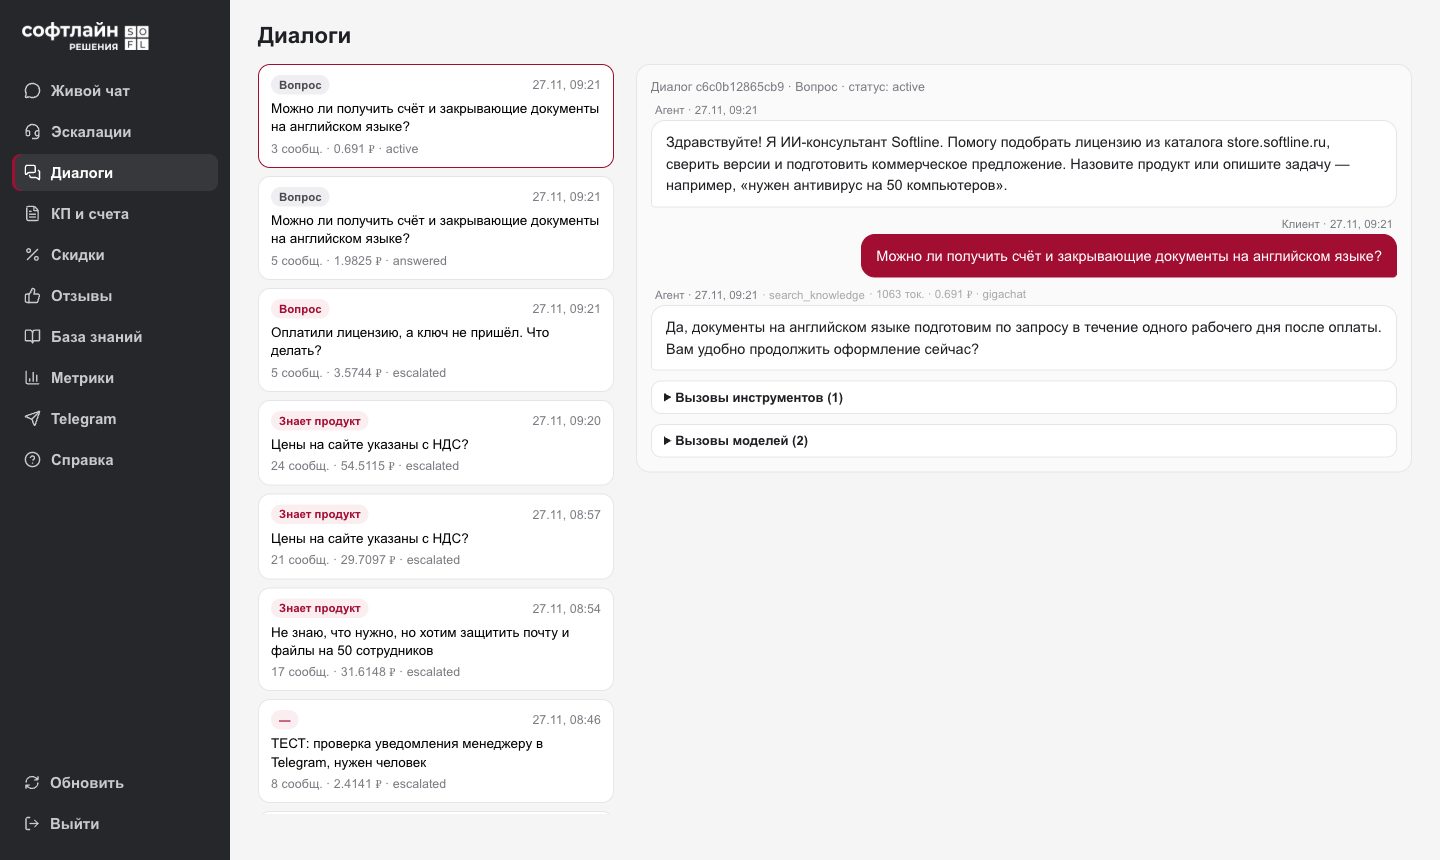 софтлайн
РЕШЕНИЯ
SO
FL
Живой чат
Эскалации
Диалоги
КП и счета
Скидки
Отзывы
База знаний
Метрики
Telegram
Справка
Обновить
Выйти
Диалоги
Вопрос 27.11, 09:21
Можно ли получить счёт и закрывающие документы
на английском языке?
3 сообщ. · 0.691 ₽ · active
Вопрос 27.11, 09:21
Можно ли получить счёт и закрывающие документы
на английском языке?
5 сообщ. · 1.9825 ₽ · answered
Вопрос 27.11, 09:21
Оплатили лицензию, а ключ не пришёл. Что
делать?
5 сообщ. · 3.5744 ₽ · escalated
Знает продукт 27.11, 09:20
Цены на сайте указаны с НДС?
24 сообщ. · 54.5115 ₽ · escalated
Знает продукт 27.11, 08:57
Цены на сайте указаны с НДС?
21 сообщ. · 29.7097 ₽ · escalated
Знает продукт 27.11, 08:54
Не знаю, что нужно, но хотим защитить почту и
файлы на 50 сотрудников
17 сообщ. · 31.6148 ₽ · escalated
— 27.11, 08:46
ТЕСТ: проверка уведомления менеджеру в
Telegram, нужен человек
8 сообщ. · 2.4141 ₽ · escalated
Диалог c6c0b12865cb9 · Вопрос · статус: active
Агент · 27.11, 09:21
Здравствуйте! Я ИИ-консультант Softline. Помогу подобрать лицензию из каталога store.softline.ru,
сверить версии и подготовить коммерческое предложение. Назовите продукт или опишите задачу —
например, «нужен антивирус на 50 компьютеров».
Клиент · 27.11, 09:21
Можно ли получить счёт и закрывающие документы на английском языке?
Агент · 27.11, 09:21 · search_knowledge · 1063 ток. · 0.691 ₽ · gigachat
Да, документы на английском языке подготовим по запросу в течение одного рабочего дня после оплаты.
Вам удобно продолжить оформление сейчас?
Вызовы инструментов (1)
Вызовы моделей (2)